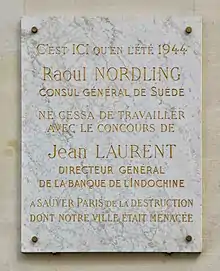 C'EST ICI QU'EN L'ÉTÉ 1944
Raoul NORDLING
CONSUL GÉNÉRAL DE SUÈDE
NE CESSA DE TRAVAILLER
AVEC LE CONCOURS DE
Jean LAURENT
DIRECTEUR GÉNÉRAL
DE LA BANQUE DE L'INDOCHINE
A SAUVER PARIS DE LA DESTRUCTION
DONT NOTRE VILLE ÉTAIT MENACÉE